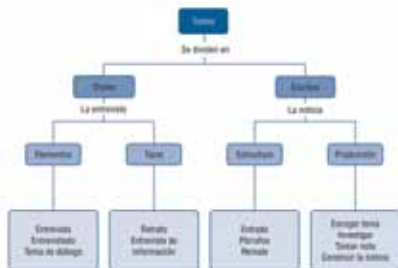 Textos
Se dividen en
Orales
Escritos
La entrevista
La noticia
Elementos
Tipos
Estructura
Producción
Entrevista
Entrevistado
Tema de diálogo
Retrato
Entrevista de
información
Entrada
Párrafos
Remate
Escoger tema
Investigar
Tomar nota
Construir la noticia